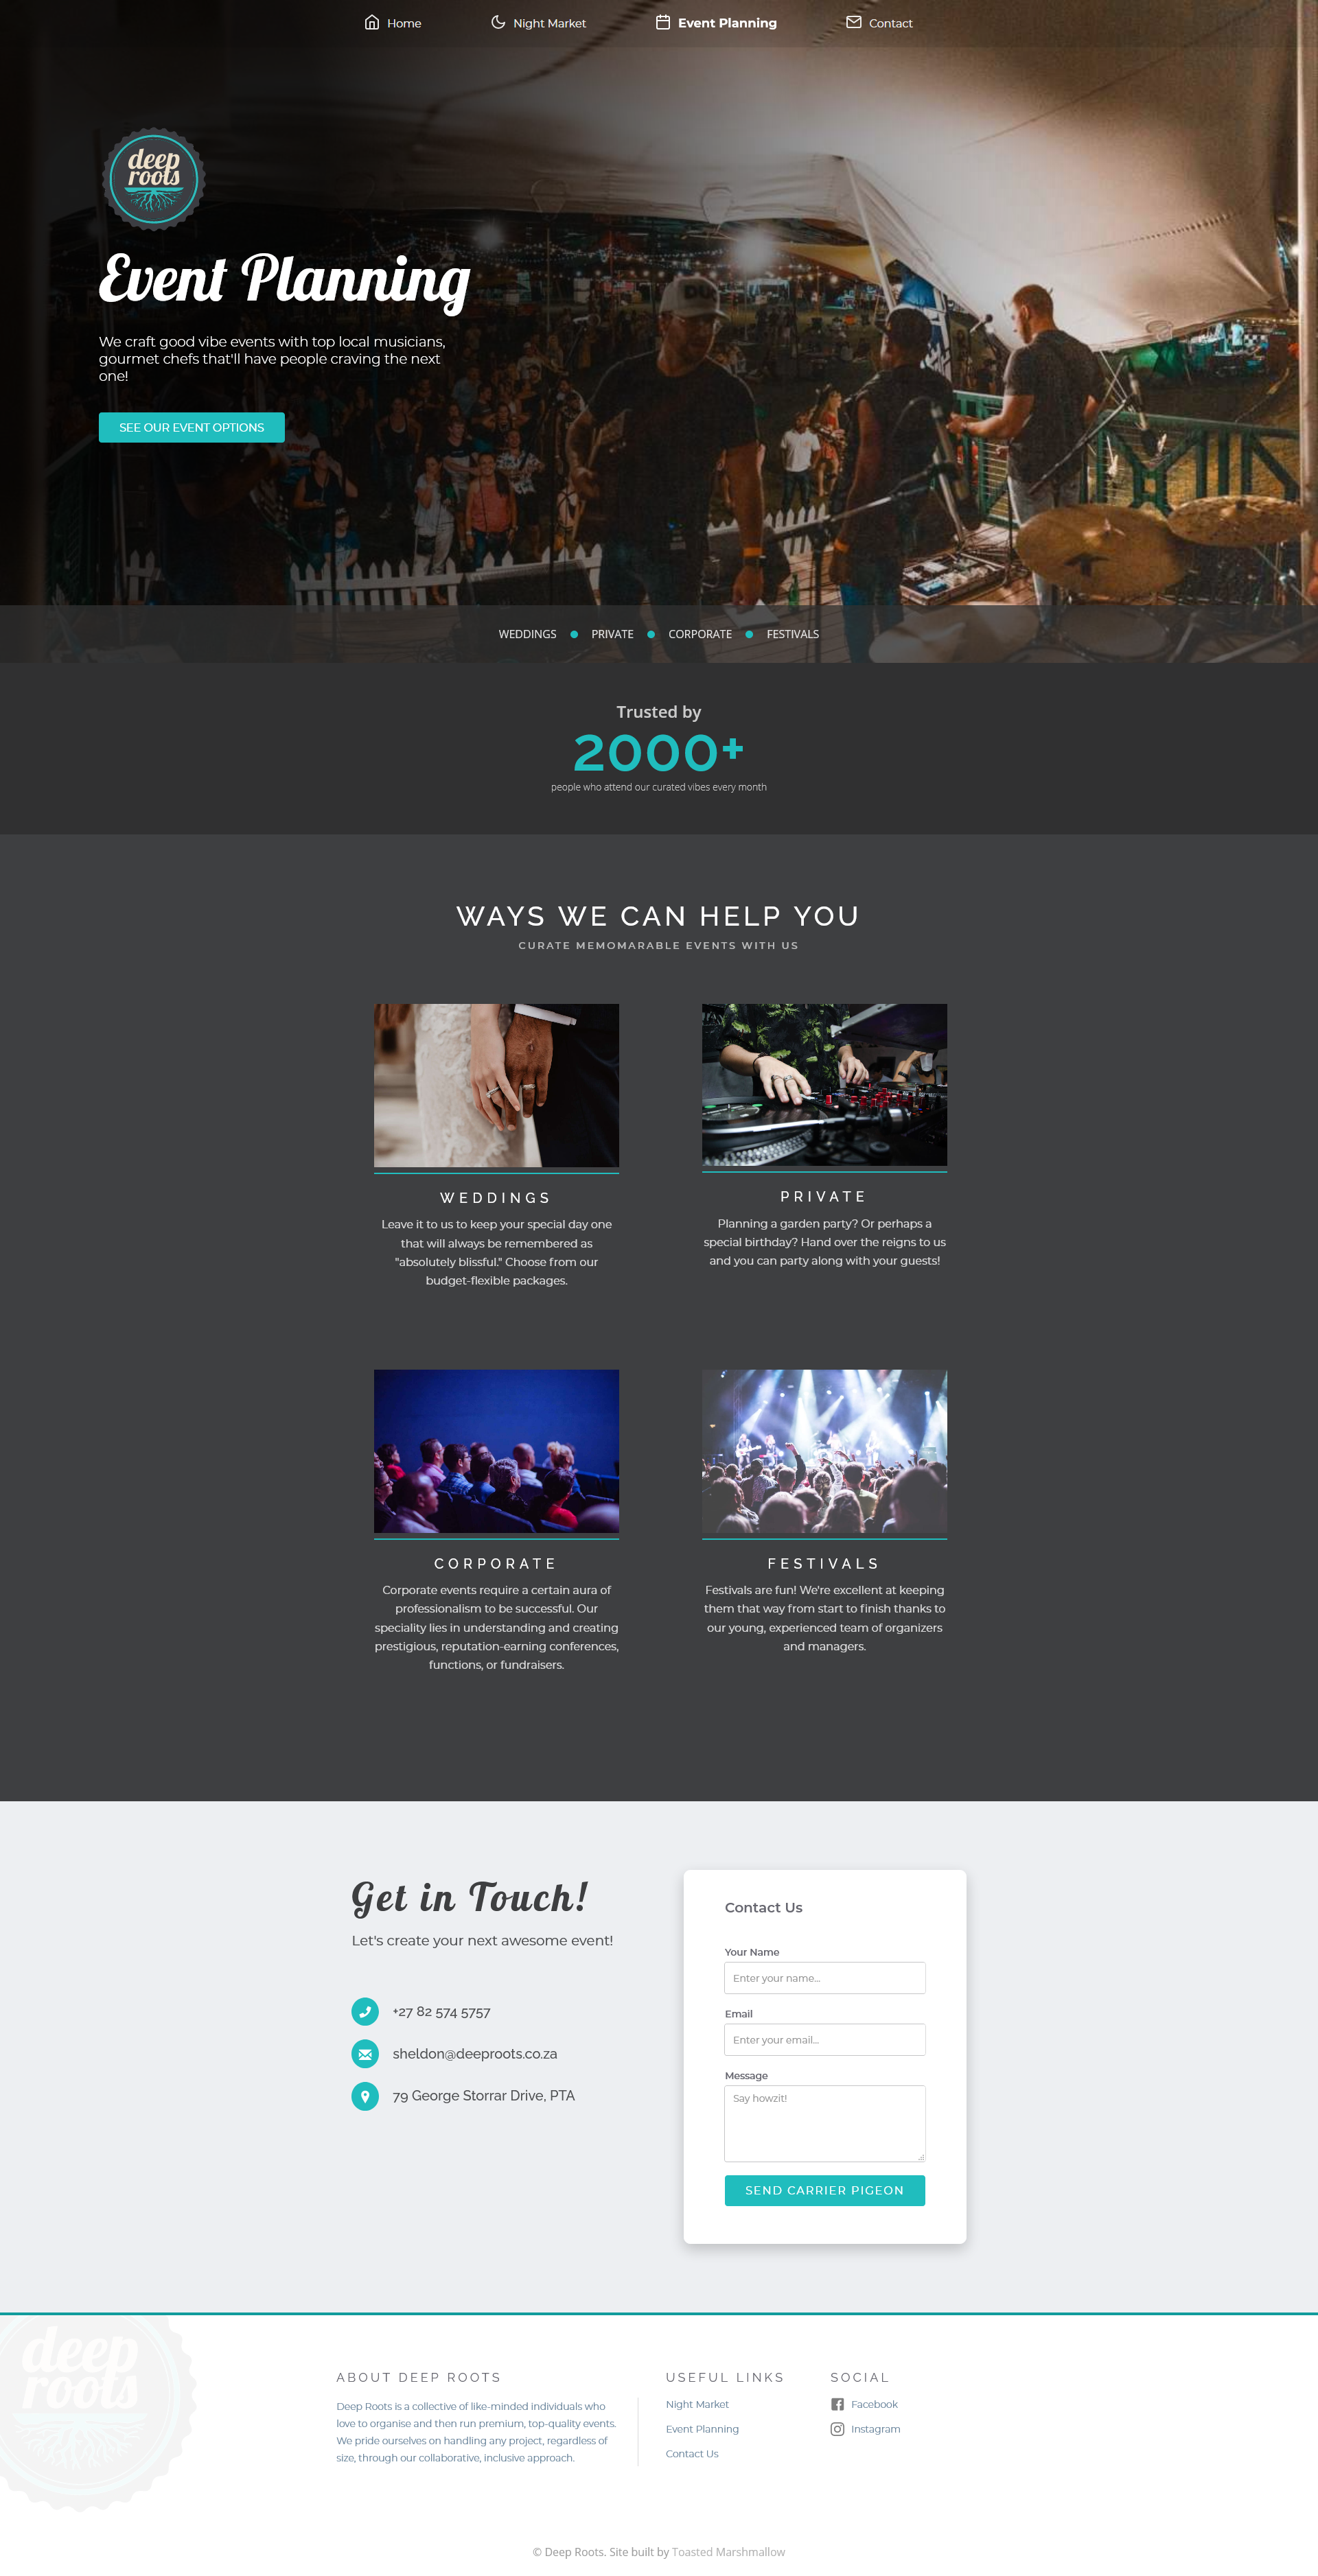 Home
Night Market
Event Planning
Contact
deep
roots
Event Planning
We craft good vibe events with top local musicians,
gourmet chefs that'll have people craving the next
one!
SEE OUR EVENT OPTIONS
WEDDINGS
PRIVATE
CORPORATE
FESTIVALS
Trusted by
2000+
people who attend our curated vibes every month
WAYS WE CAN HELP YOU
CURATE MEMOMARABLE EVENTS WITH US
WEDDINGS
Leave it to us to keep your special day one
that will always be remembered as
"absolutely blissful." Choose from our
budget-flexible packages.
PRIVATE
Planning a garden party? Or perhaps a
special birthday? Hand over the reigns to us
and you can party along with your guests!
CORPORATE
Corporate events require a certain aura of
professionalism to be successful. Our
speciality lies in understanding and creating
prestigious, reputation-earning conferences,
functions, or fundraisers.
FESTIVALS
Festivals are fun! We're excellent at keeping
them that way from start to finish thanks to
our young, experienced team of organizers
and managers.
Get in Touch!
Let's create your next awesome event!
+27 82 574 5757
sheldon@deeproots.co.za
79 George Storrar Drive, PTA
Contact Us
Your Name
Enter your name...
Email
Enter your email...
Message
Say howzit!
SEND CARRIER PIGEON
deep
roots
ABOUT DEEP ROOTS
Deep Roots is a collective of like-minded individuals who
love to organise and then run premium, top-quality events.
We pride ourselves on handling any project, regardless of
size, through our collaborative, inclusive approach.
USEFUL LINKS
Night Market
Event Planning
Contact Us
SOCIAL
Facebook
Instagram
© Deep Roots. Site built by Toasted Marshmallow